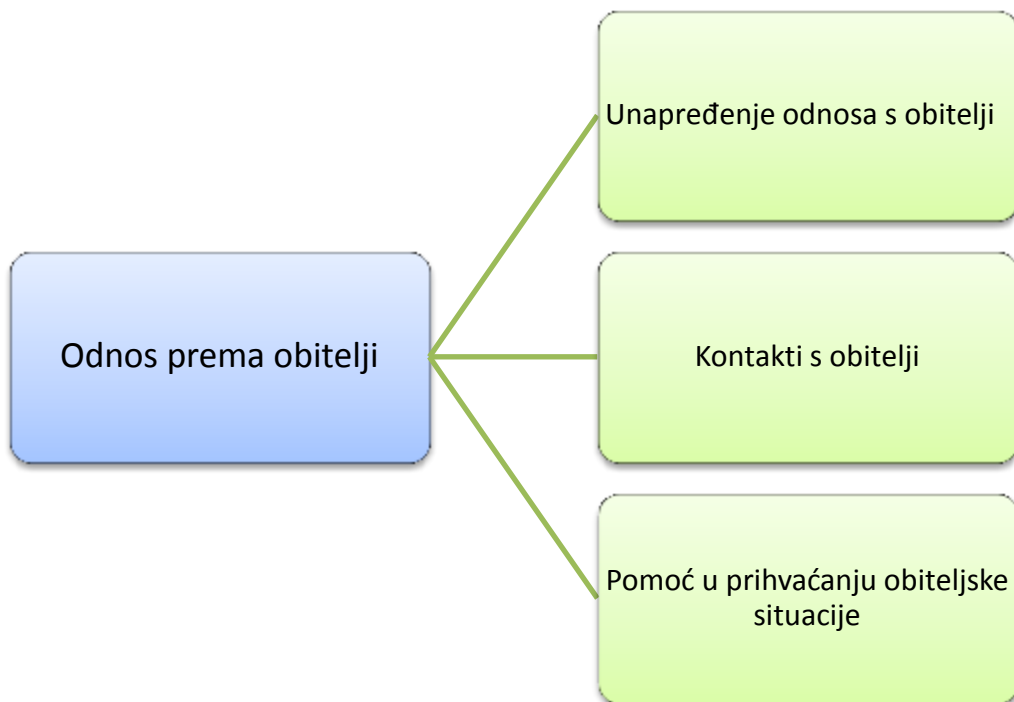 Unapređenje odnosa s obitelji
Odnos prema obitelji
Kontakti s obitelji
Pomoć u prihvaćanju obiteljske
situacije